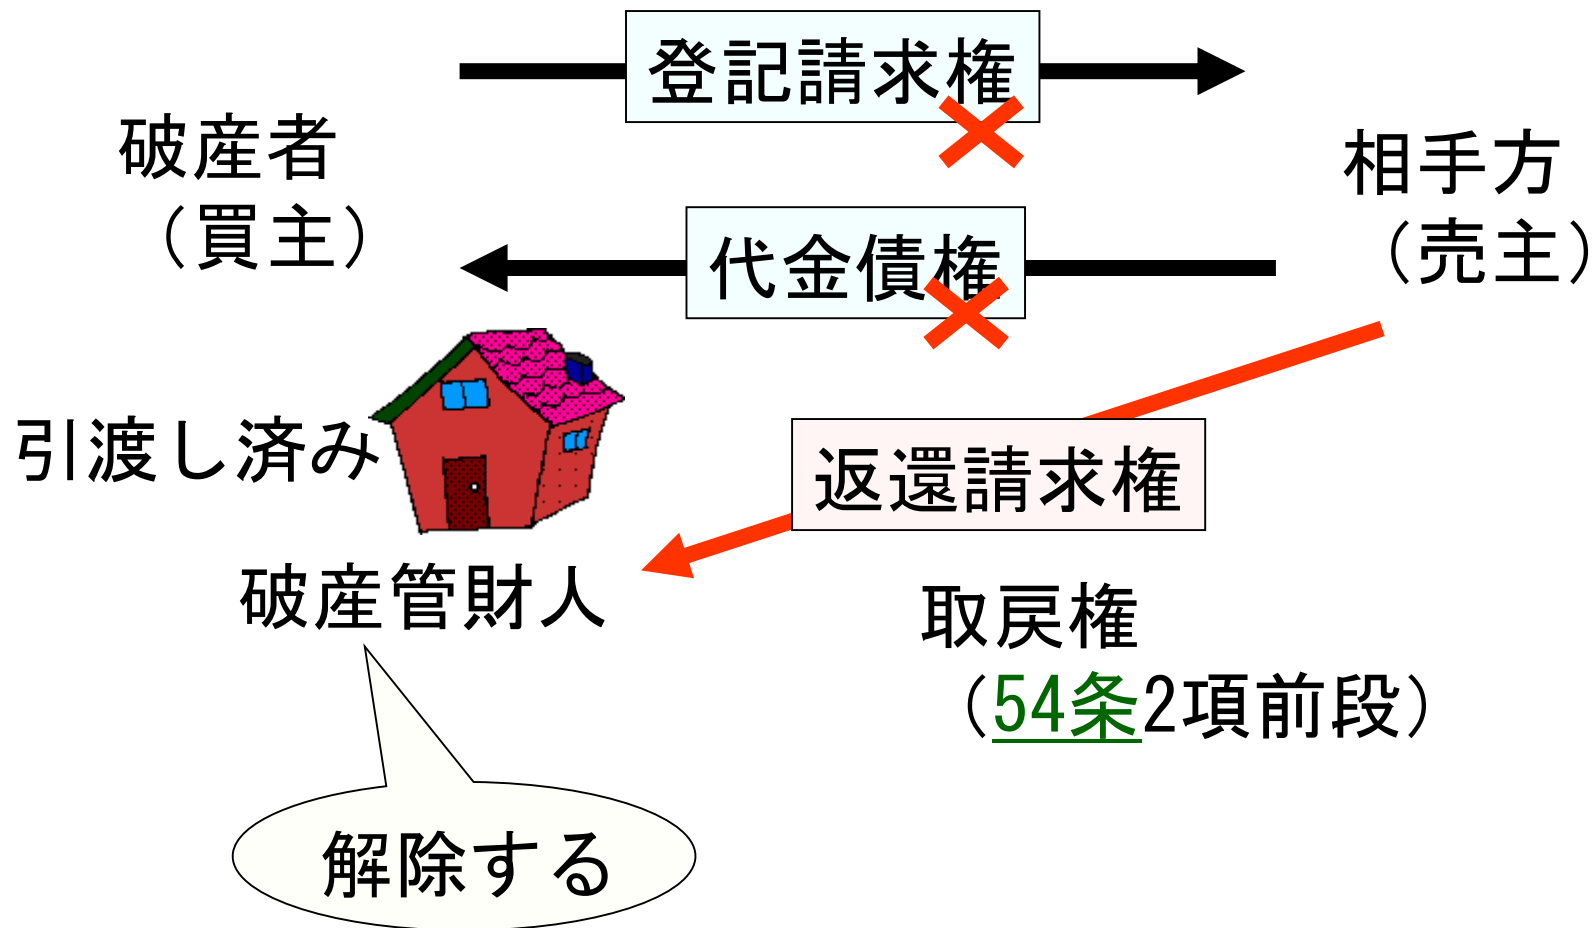 登記請求権
破産者
（買主）
相手方
（売主）
代金債権
引渡し済み
返還請求権
破産管財人
取戻権
（54条2項前段）
解除する